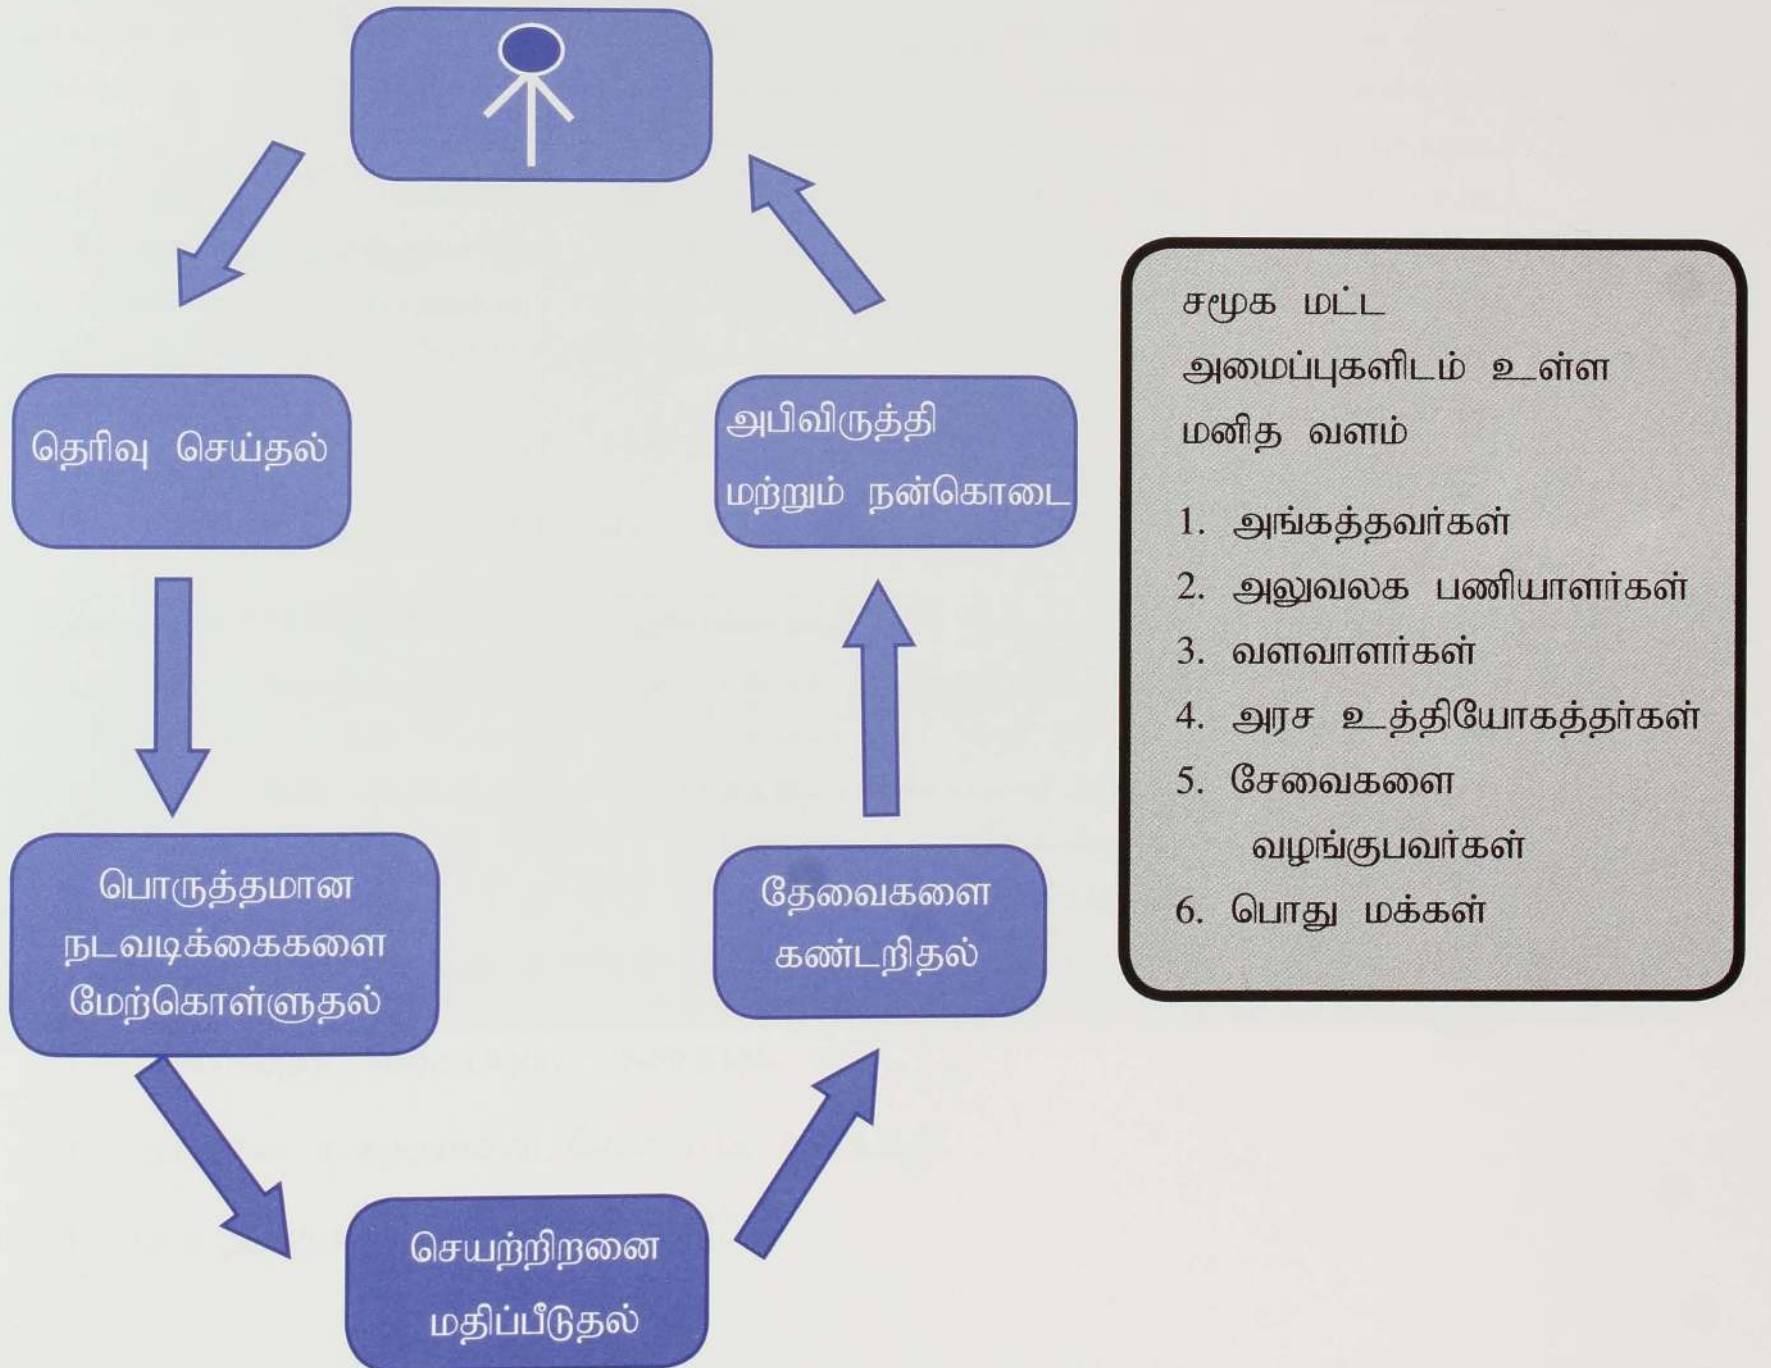 தெரிவு செய்தல்
பொருத்தமான
நடவடிக்கைகளை
மேற்கொள்ளுதல்
செயற்றிறனை
மதிப்பீடுதல்
தேவைகளை
கண்டறிதல்
அபிவிருத்தி
மற்றும் நன்கொடை
சமூக மட்ட
அமைப்புகளிடம் உள்ள
மனித வளம்
1. அங்கத்தவர்கள்
2. அலுவலக பணியாளர்கள்
3. வளவாளர்கள்
4. அரச உத்தியோகத்தர்கள்
5. சேவைகளை
வழங்குபவர்கள்
6. பொது மக்கள்